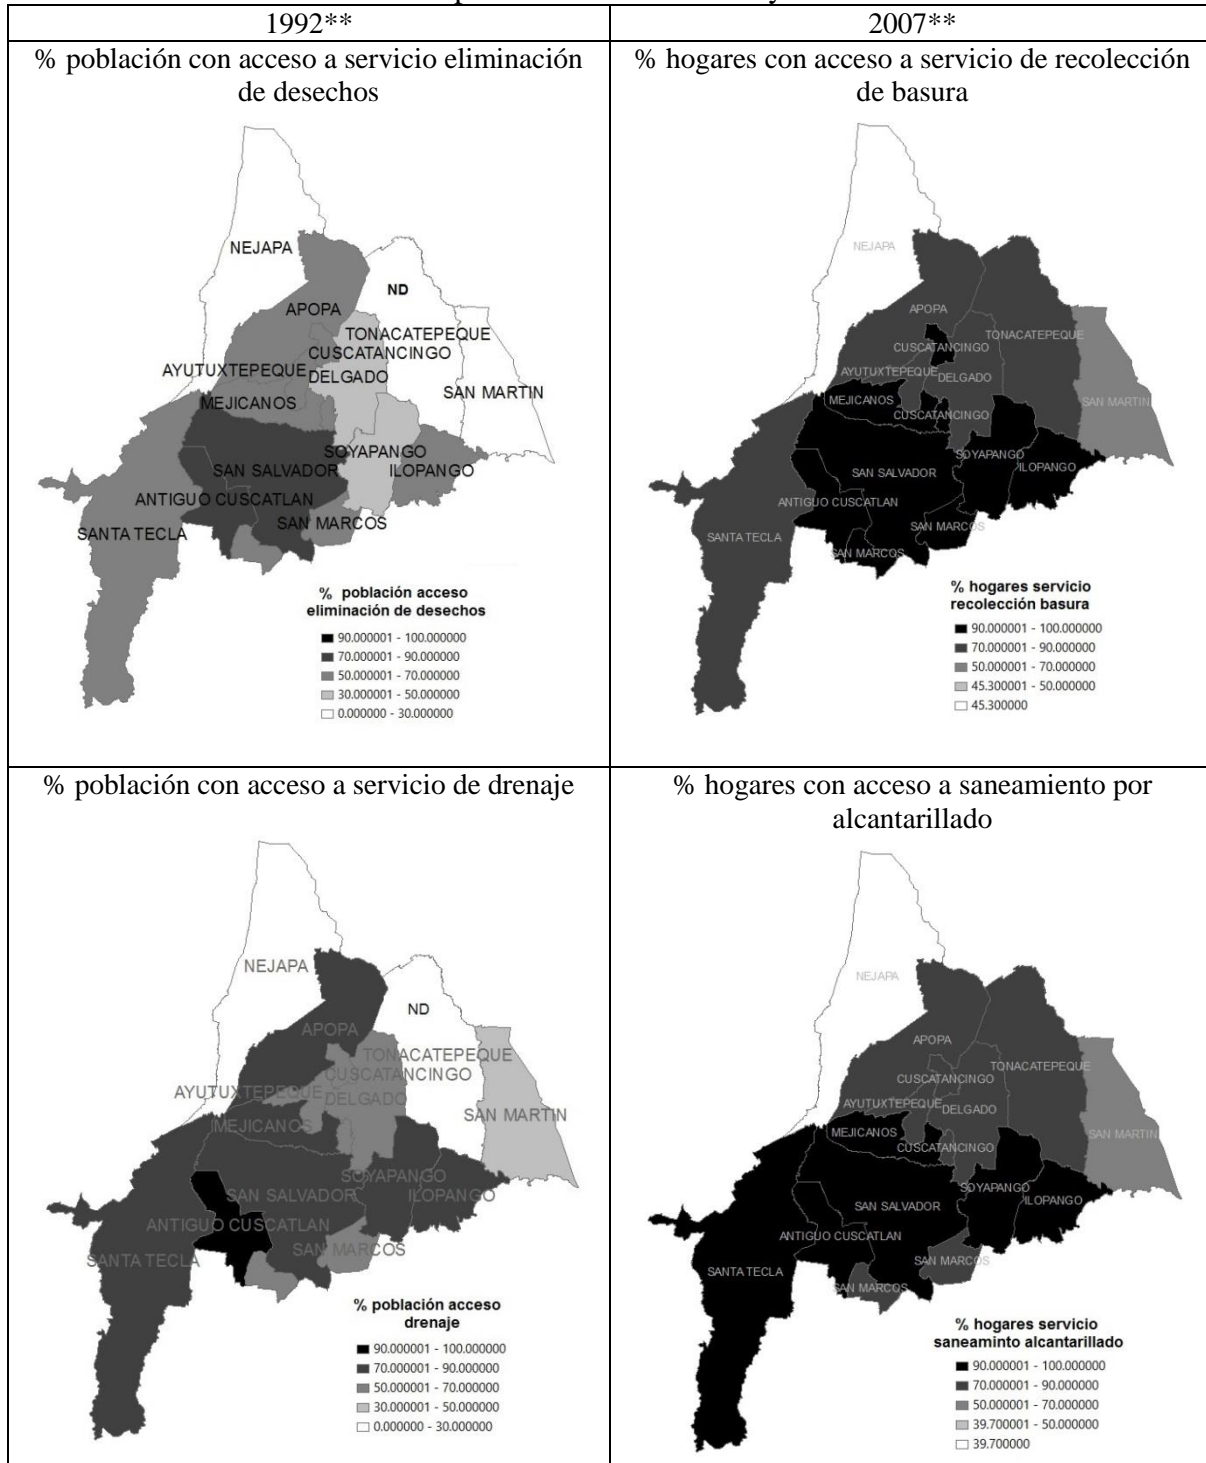 1992**
2007**
% población con acceso a servicio eliminación
de desechos
% hogares con acceso a servicio de recolección
de basura
NEJAPA
ND
APOPA
TONACATEPEQUE
CUSCATANCINGO
AYUTUXTEPEQUE
DELGADO
SAN MARTIN
MEJICANOS
SOYAPANGO
SAN SALVADOR
ILOPANGO
ANTIGUO CUSCATLAN
SAN MARCOS
SANTA TECLA
% población acceso
eliminación de desechos
90.000001 - 100.000000
70.000001 - 90.000000
50.000001 - 70.000000
30.000001 - 50.000000
0.000000 - 30.000000
NEJAPA
APOPA
TONACATEPEQUE
CUSCATANCINGO
AYUTUXTEPEQUE
DELGADO
MEJICANOS
SAN MARTIN
CUSCATANCINGO
SOYAPANGO
ILOPANGO
SAN SALVADOR
ANTIGUO CUSCATLAN
SAN MARCOS
SANTA TECLA
SAN MARCOS
% hogares servicio
recolección basura
90.000001 - 100.000000
70.000001 - 90.000000
50.000001 - 70.000000
45.300001 - 50.000000
45.300000
% población con acceso a servicio de drenaje
% hogares con acceso a saneamiento por
alcantarillado
NEJAPA
ND
APOPA
TONACATEPEQUE
CUSCATANCINGO
AYUTUXTEPEQUE
DELGADO
SAN MARTIN
MEJICANOS
SOYAPANGO
SAN SALVADOR
ILOPANGO
ANTIGUO CUSCATLAN
SAN MARCOS
SANTA TECLA
% población acceso
drenaje
90.000001 - 100.000000
70.000001 - 90.000000
50.000001 - 70.000000
30.000001 - 50.000000
0.000000 - 30.000000
NEJAPA
APOPA
TONACATEPEQUE
CUSCATANCINGO
AYUTUXTEPEQUE
DELGADO
MEJICANOS
SAN MARTIN
CUSCATANCINGO
SOYAPANGO
ILOPANGO
SAN SALVADOR
ANTIGUO CUSCATLAN
SAN MARCOS
SANTA TECLA
SAN MARCOS
% hogares servicio
saneaminto alcantarillado
90.000001 - 100.000000
70.000001 - 90.000000
50.000001 - 70.000000
39.700001 - 50.000000
39.700000